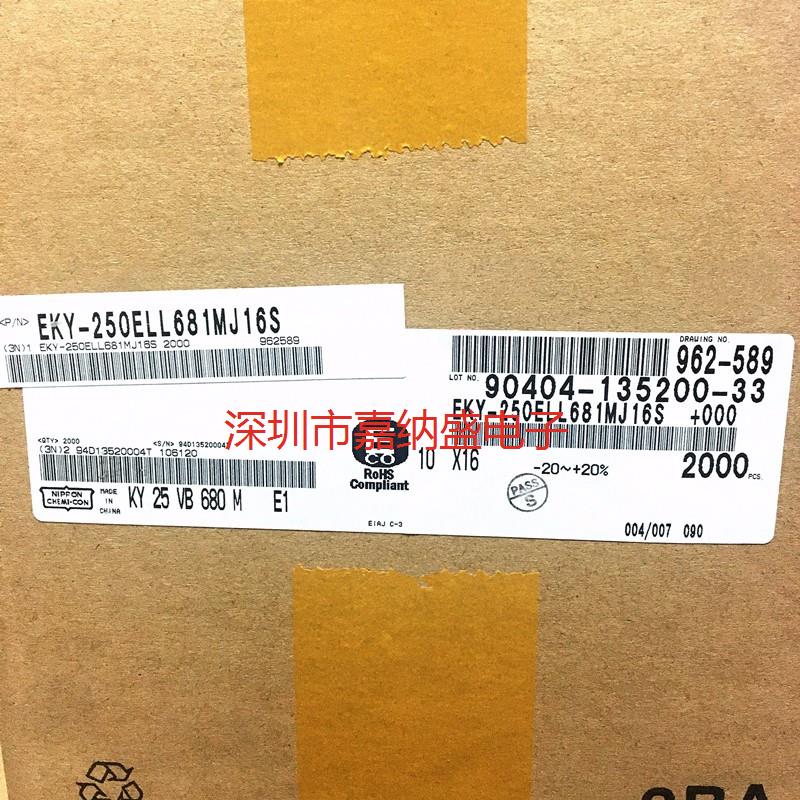 <P/N> EKY-250ELL681MJ16S
(3N)1 EKY-250ELL681MJ16S 2000 962589
DRAWING NO.
962-589
LOT NO. 90404-135200-33
EKY-250ELL681MJ16S +000
深圳市嘉纳盛电子
<QTY> 2000 <S/N> 94D13520004T
(3N)2 94D13520004T 106120
CO
RoHS
Compliant
10 X16
-20~+20%
2000 PCS.
PASS
S
NIPPON
CHEMI-CON
MADE
IN
CHINA
KY 25 VB 680 M E1
EIAJ C-3
004/007 090